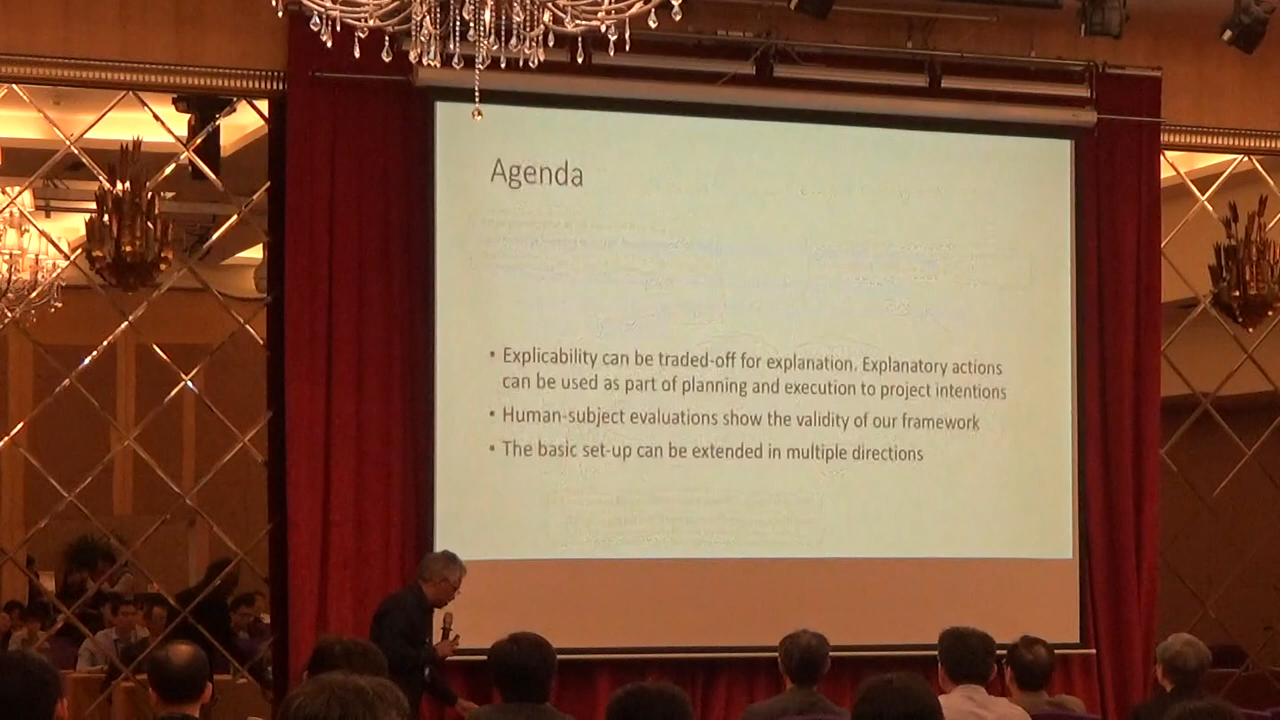 Agenda
• Explicability can be traded-off for explanation. Explanatory actions
can be used as part of planning and execution to project intentions
• Human-subject evaluations show the validity of our framework
• The basic set-up can be extended in multiple directions